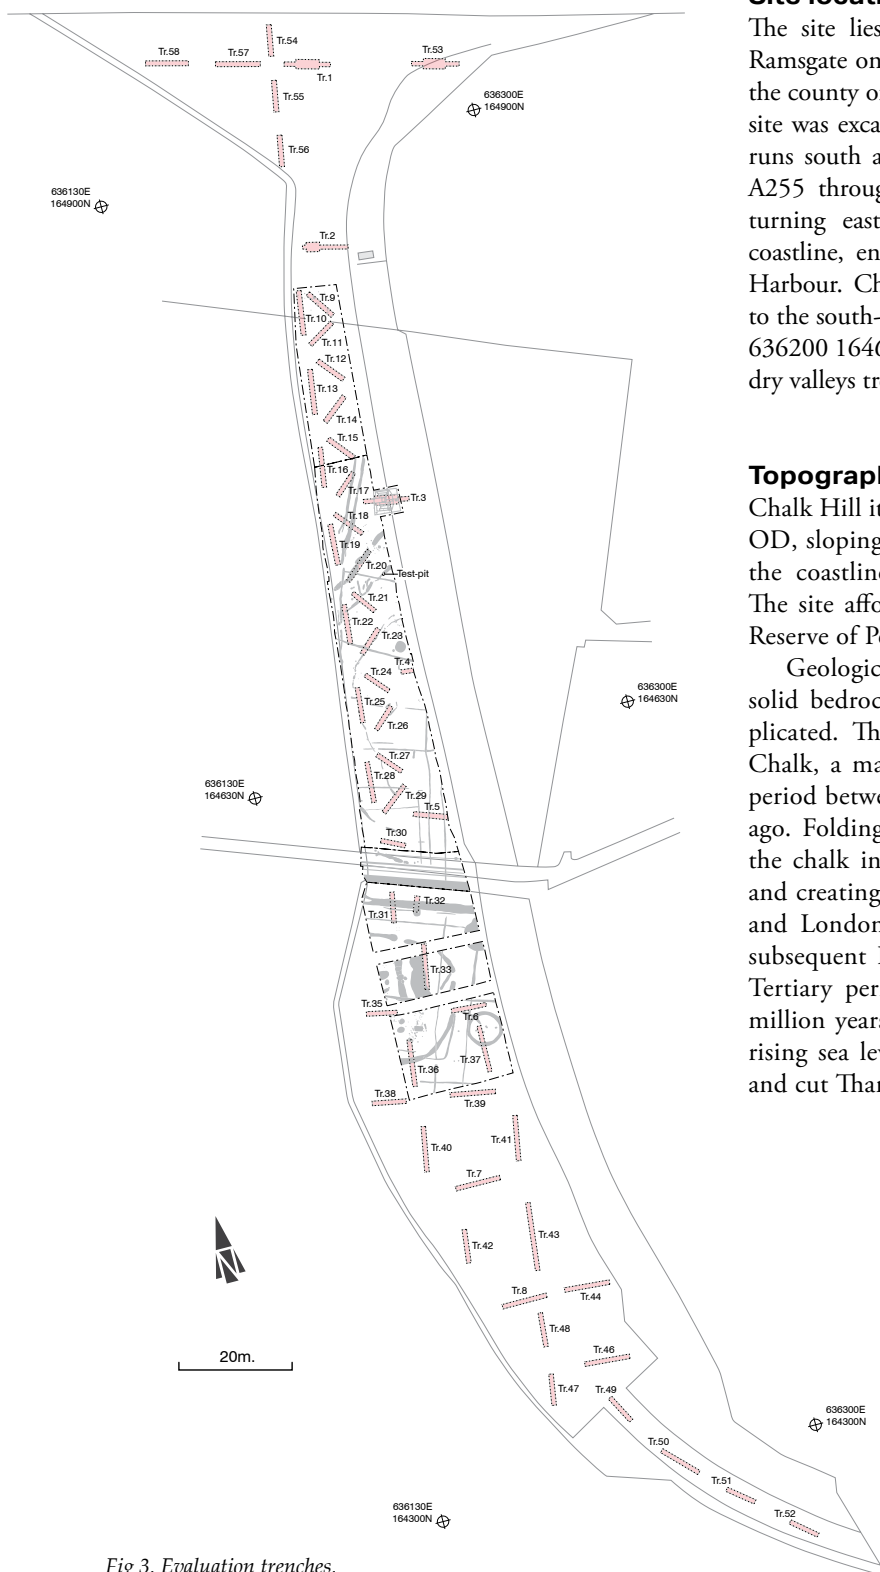 Tr.54
Tr.58
Tr.57
Tr.53
Tr.1
Tr.55
636300E
164900N
Tr.56
636130E
164900N
Tr.2
Tr.9
Tr.10
Tr.11
Tr.12
Tr.13
Tr.14
Tr.15
Tr.16
Tr.17
Tr.3
Tr.18
Tr.19
Tr.20
Test-pit
Tr.21
Tr.22
Tr.23
Tr.4
Tr.24
636300E
164630N
Tr.25
Tr.26
Tr.27
Tr.28
636130E
164630N
Tr.29
Tr.5
Tr.30
Tr.32
Tr.31
Tr.33
Tr.35
Tr.6
Tr.37
Tr.36
Tr.38
Tr.39
Tr.41
Tr.40
Tr.7
Tr.43
Tr.42
Tr.8
Tr.44
Tr.48
Tr.46
20m.
Tr.47
Tr.49
636300E
164300N
Tr.50
Tr.51
Tr.52
636130E
164300N
N
Fig 3. Evaluation trenches.
Site locati
The site lies
Ramsgate on
the county o
site was exca
runs south a
A255 throug
turning east
coastline, en
Harbour. Ch
to the south-
636200 1646
dry valleys tr
Topograpl
Chalk Hill it
OD, sloping
the coastline
The site affo
Reserve of P
Geologic
solid bedroc
plicated. Th
Chalk, a ma
period betwe
ago. Folding
the chalk in
and creating
and London
subsequent
Tertiary per
million years
rising sea lev
and cut Than